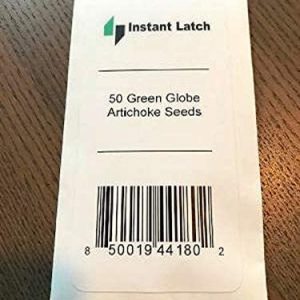 Instant Latch
50 Green Globe
Artichoke Seeds
8 50019 44180 2